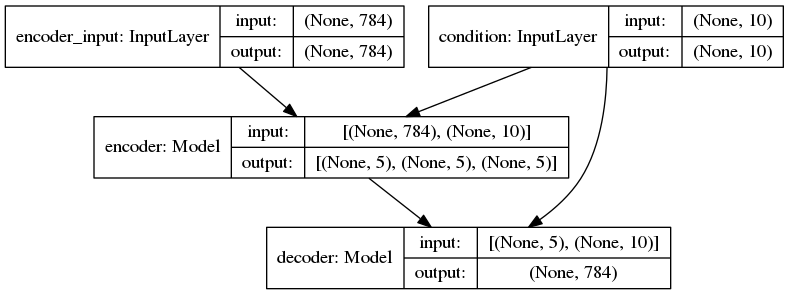 encoder_input: InputLayer
input:
(None, 784)
output:
(None, 784)
condition: InputLayer
input:
(None, 10)
output:
(None, 10)
encoder: Model
input:
[(None, 784), (None, 10)]
output:
[(None, 5), (None, 5), (None, 5)]
decoder: Model
input:
[(None, 5), (None, 10)]
output:
(None, 784)